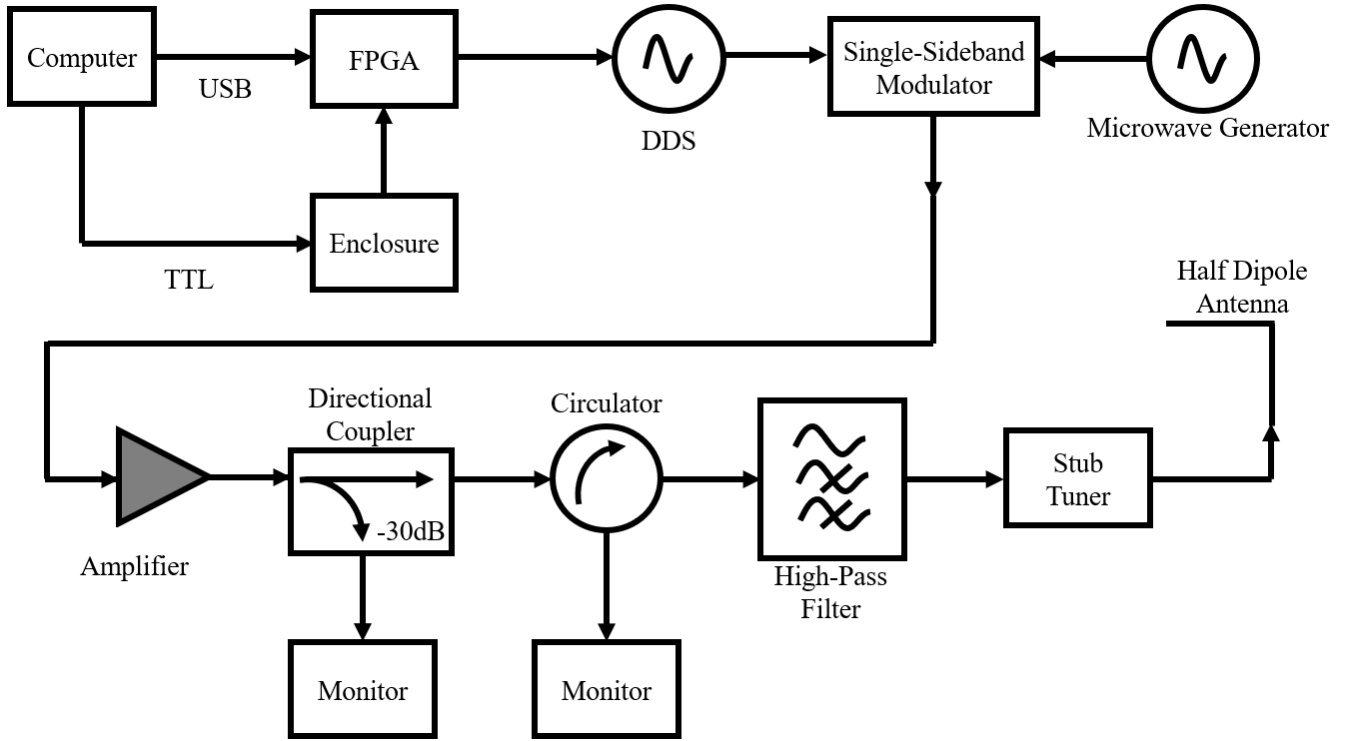 Computer
USB
FPGA
DDS
Single-Sideband
Modulator
Microwave Generator
TTL
Enclosure
Half Dipole
Antenna
Amplifier
Directional
Coupler
-30dB
Monitor
Circulator
Monitor
High-Pass
Filter
Stub
Tuner